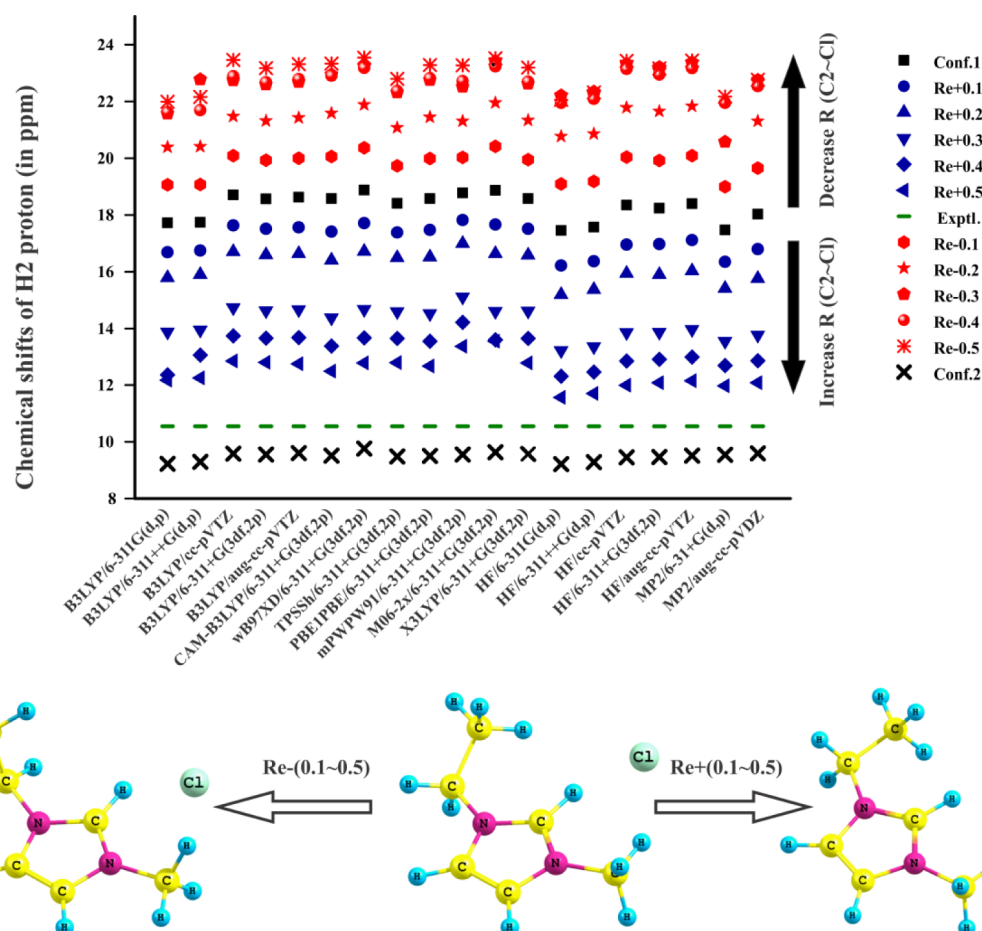 Chemical shifts of H2 proton (in ppm)
24
22
20
18
16
14
12
10
8
Decrease R (C2~Cl)
Increase R (C2~Cl)
Conf.1
Re+0.1
Re+0.2
Re+0.3
Re+0.4
Re+0.5
Exptl.
Re-0.1
Re-0.2
Re-0.3
Re-0.4
Re-0.5
Conf.2
B3LYP/6-311G(d,p)
B3LYP/6-311++G(d,p)
B3LYP/cc-pVTZ
B3LYP/6-311+G(3df,2p)
B3LYP/aug-cc-pVTZ
CAM-B3LYP/6-311+G(3df,2p)
wB97XD/6-311+G(3df,2p)
TPSSh/6-311+G(3df,2p)
PBE1PBE/6-311+G(3df,2p)
mPWPW91/6-311+G(3df,2p)
M06-2x/6-311+G(3df,2p)
X3LYP/6-311+G(3df,2p)
HF/6-311G(d,p)
HF/6-311++G(d,p)
HF/cc-pVTZ
HF/6-311+G(3df,2p)
HF/aug-cc-pVTZ
MP2/6-31+G(d,p)
MP2/aug-cc-pVDZ
H
H
C
H
Cl
N
C
C
N
C
C
H
H
H
H
Re-(0.1~0.5)
H
H
C
H
H
C
H
H
N
C
C
N
H
C
H
H
C
H
H
Cl
Re+(0.1~0.5)
H
C
H
H
C
H
H
N
C
H
C
N
C
H
H
C
H